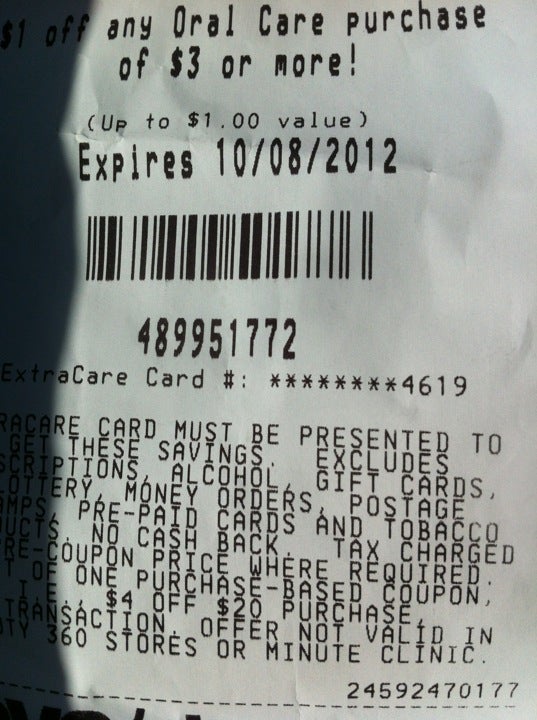 $1 off any Oral Care purchase
of $3 or more!
(Up to $1.00 value)
Expires 10/08/2012
489951772
ExtraCare Card #: ********4619
RACARE CARD MUST BE PRESENTED TO
GET THESE SAVINGS. EXCLUDES
SCRIPTIONS, ALCOHOL, GIFT CARDS,
OTTERY, MONEY ORDERS, POSTAGE
AMPS, PRE-PAID CARDS AND TOBACCO
DUCTS. NO CASH BACK. TAX CHARGED
RE-COUPON PRICE WHERE REQUIRED.
T OF ONE PURCHASE-BASED COUPON,
I.E. $4 OFF $20 PURCHASE,
TRANSACTION. OFFER NOT VALID IN
TY 360 STORES OR MINUTE CLINIC.
24592470177